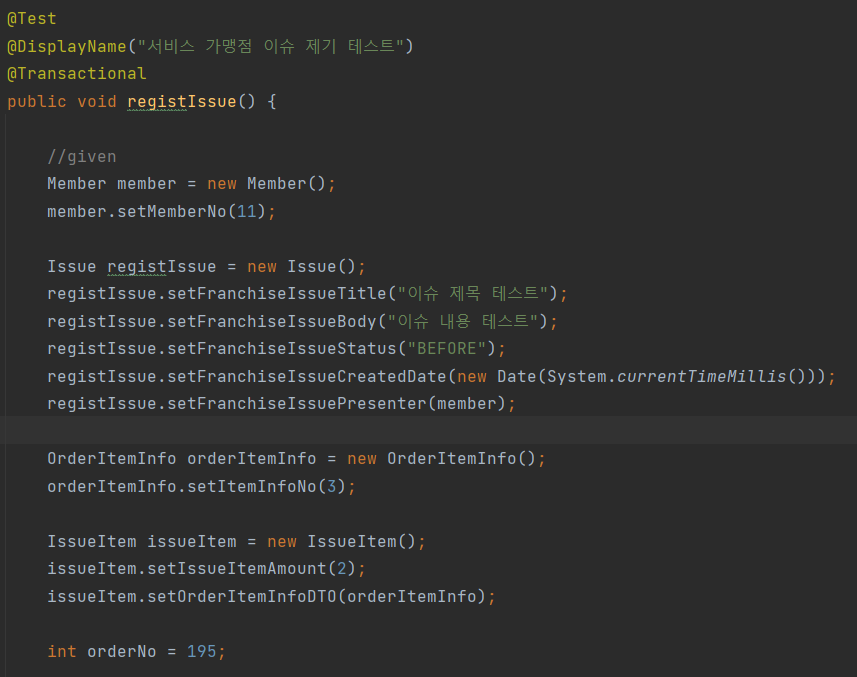 @Test
@DisplayName("서비스 가맹점 이슈 제기 테스트")
@Transactional
public void registIssue() {
//given
Member member = new Member();
member.setMemberNo(11);
Issue registIssue = new Issue();
registIssue.setFranchiseIssueTitle("이슈 제목 테스트");
registIssue.setFranchiseIssueBody("이슈 내용 테스트");
registIssue.setFranchiseIssueStatus("BEFORE");
registIssue.setFranchiseIssueCreatedDate(new Date(System.currentTimeMillis()));
registIssue.setFranchiseIssuePresenter(member);
OrderItemInfo orderItemInfo = new OrderItemInfo();
orderItemInfo.setItemInfoNo(3);
IssueItem issueItem = new IssueItem();
issueItem.setIssueItemAmount(2);
issueItem.setOrderItemInfoDTO(orderItemInfo);
int orderNo = 195;